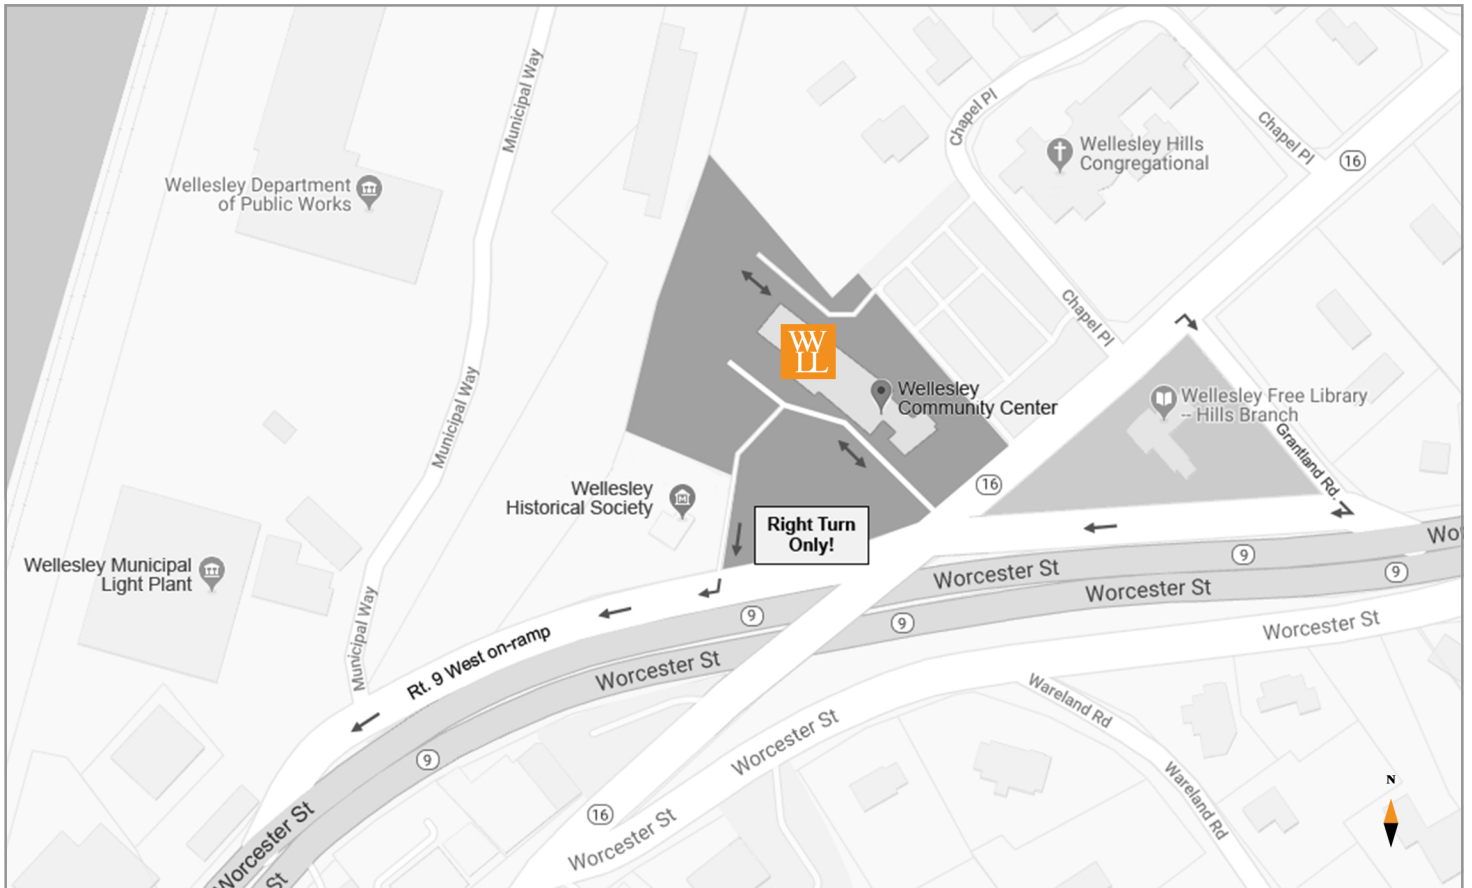 Municipal Way
Chapel Pl
Chapel Pl
Wellesley Hills
Congregational
16
Wellesley Department
of Public Works
Chapel Pl
WW
LL
Wellesley
Community Center
Wellesley Free Library
-- Hills Branch
Grantland Rd.
Municipal Way
16
Wellesley
Historical Society
Right Turn
Only!
Wellesley Municipal
Light Plant
Wo
9
9
Worcester St
Worcester St
9
9
Worcester St
Municipal Way
Rt. 9 West on-ramp
Worcester St
Wareland Rd
Worcester St
9
Wareland Rd
N
16
Worcester St
Worcester St
St